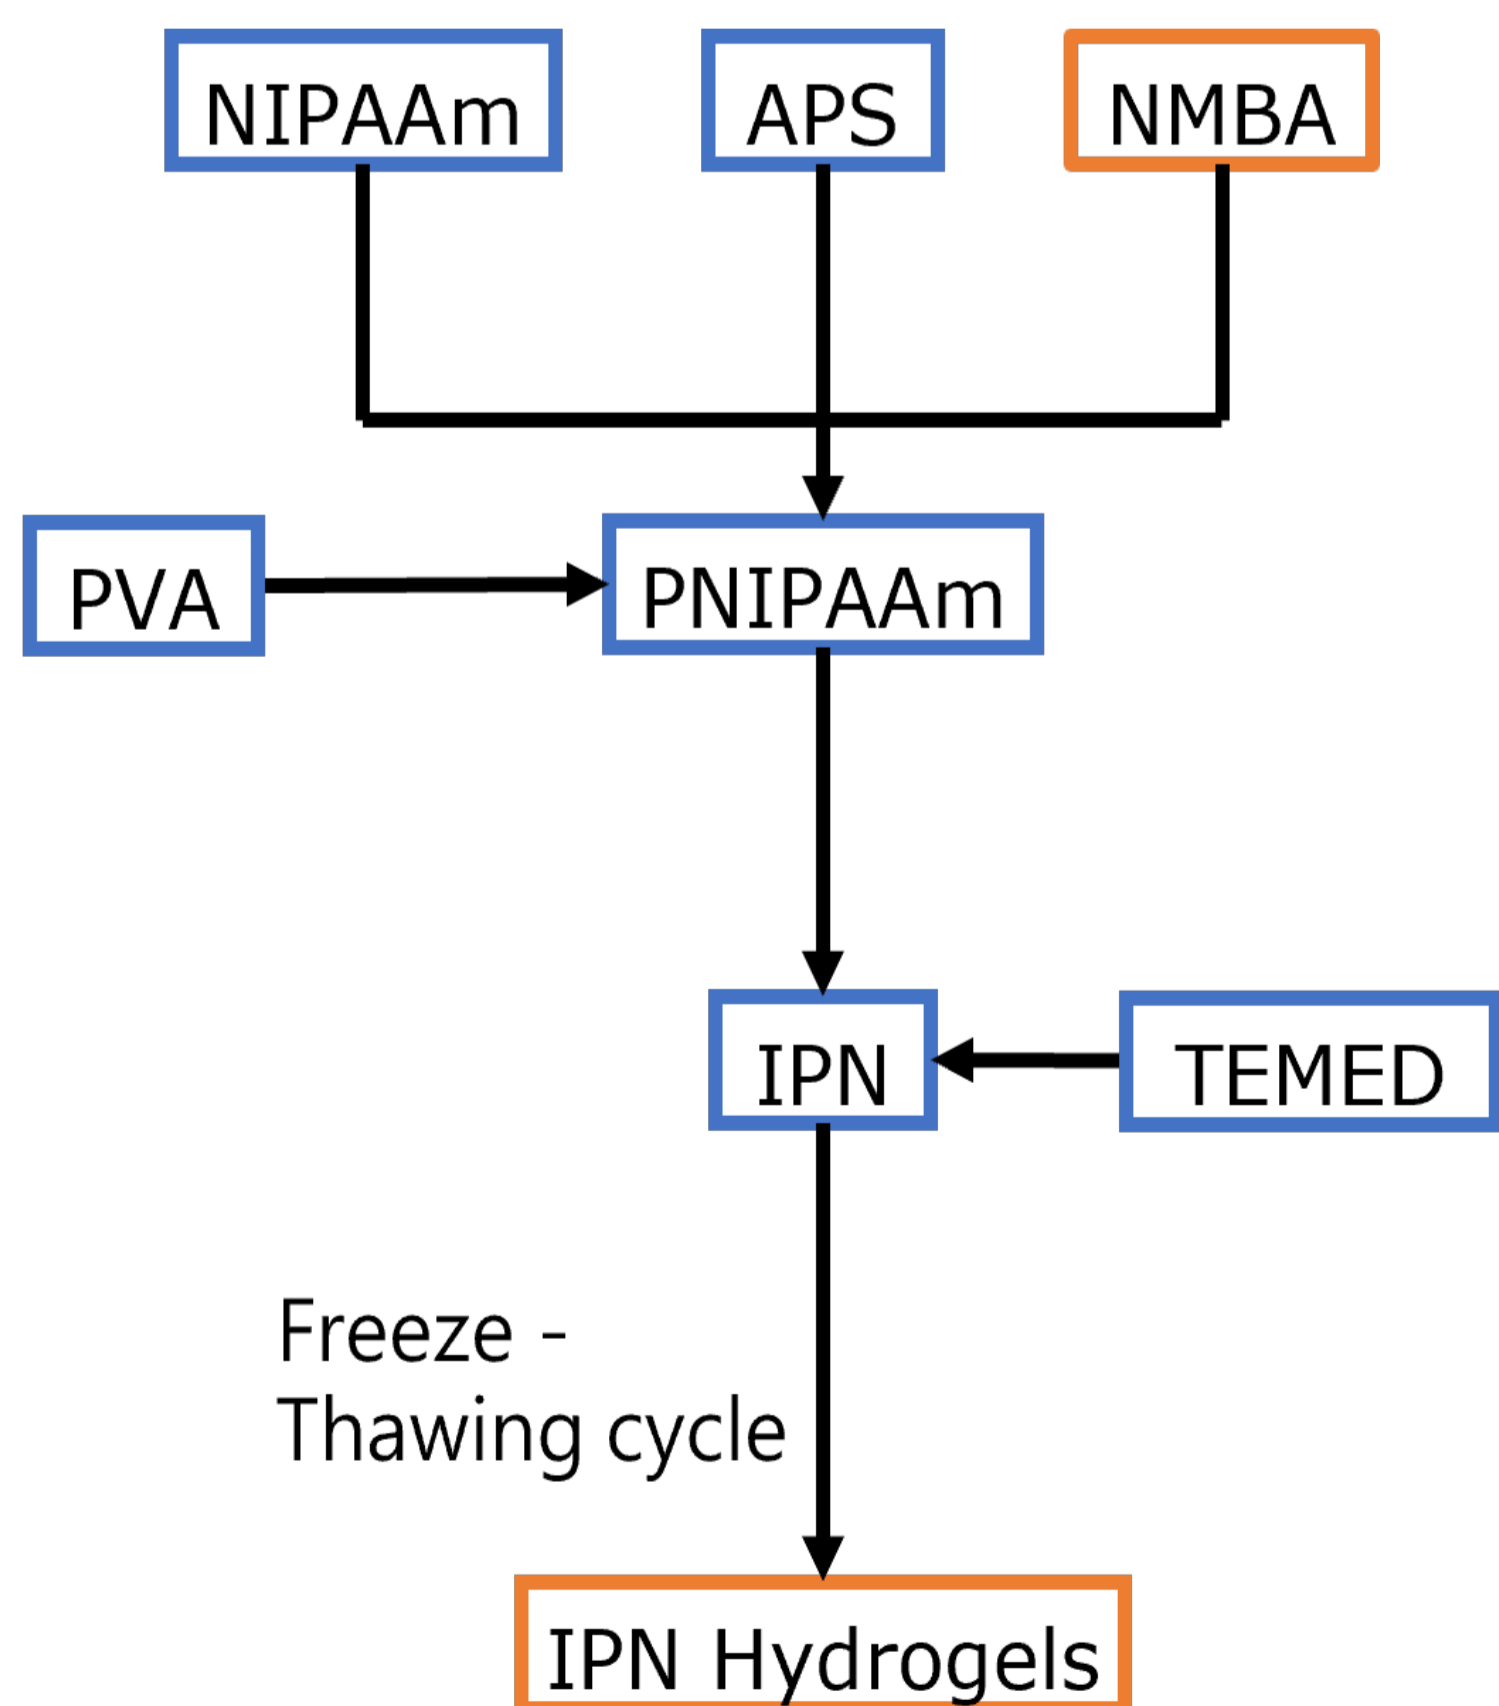 NIPAAm
APS
NMBA
PVA
PNIPAAm
IPN
TEMED
Freeze -
Thawing cycle
IPN Hydrogels